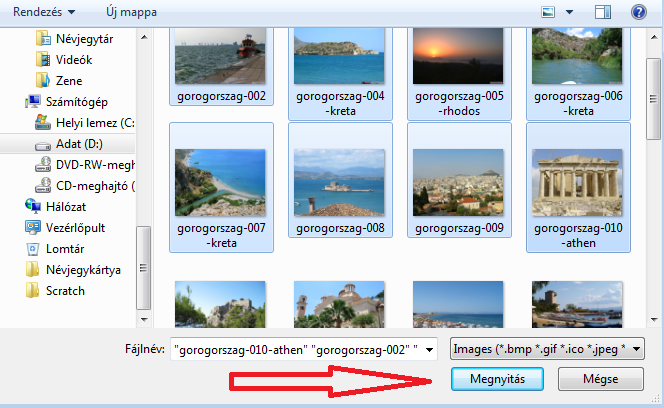 Rendezés
Új mappa
Névjegytár
Videók
Zene
Számítógép
Helyi lemez (C:
Adat (D:)
DVD-RW-megh
CD-meghajtó (
Hálózat
Vezérlőpult
Lomtár
Névjegykártya
Scratch
gorogorszag-002
gorogorszag-004
-kreta
gorogorszag-005
-rhodos
gorogorszag-006
-kreta
gorogorszag-007
-kreta
gorogorszag-008
gorogorszag-009
gorogorszag-010
-athen
Fájlnév:
"gorogorszag-010-athen" "gorogorszag-002" "
Images (*.bmp *.gif *.ico *.jpeg *
Megnyitás
Mégse